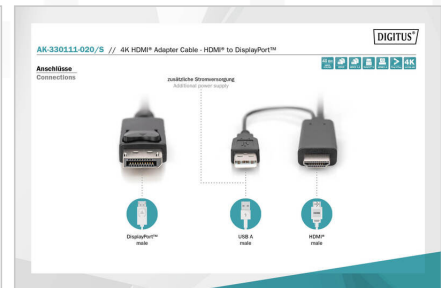 DIGITUS®
AK-330111-020/S // 4K HDMI® Adapter Cable - HDMI® to DisplayPort™
4K
Anschlüsse
Connections
zusätzliche Stromversorgung
Additional power supply
DisplayPort™
male
USB A
male
HDMI®
male